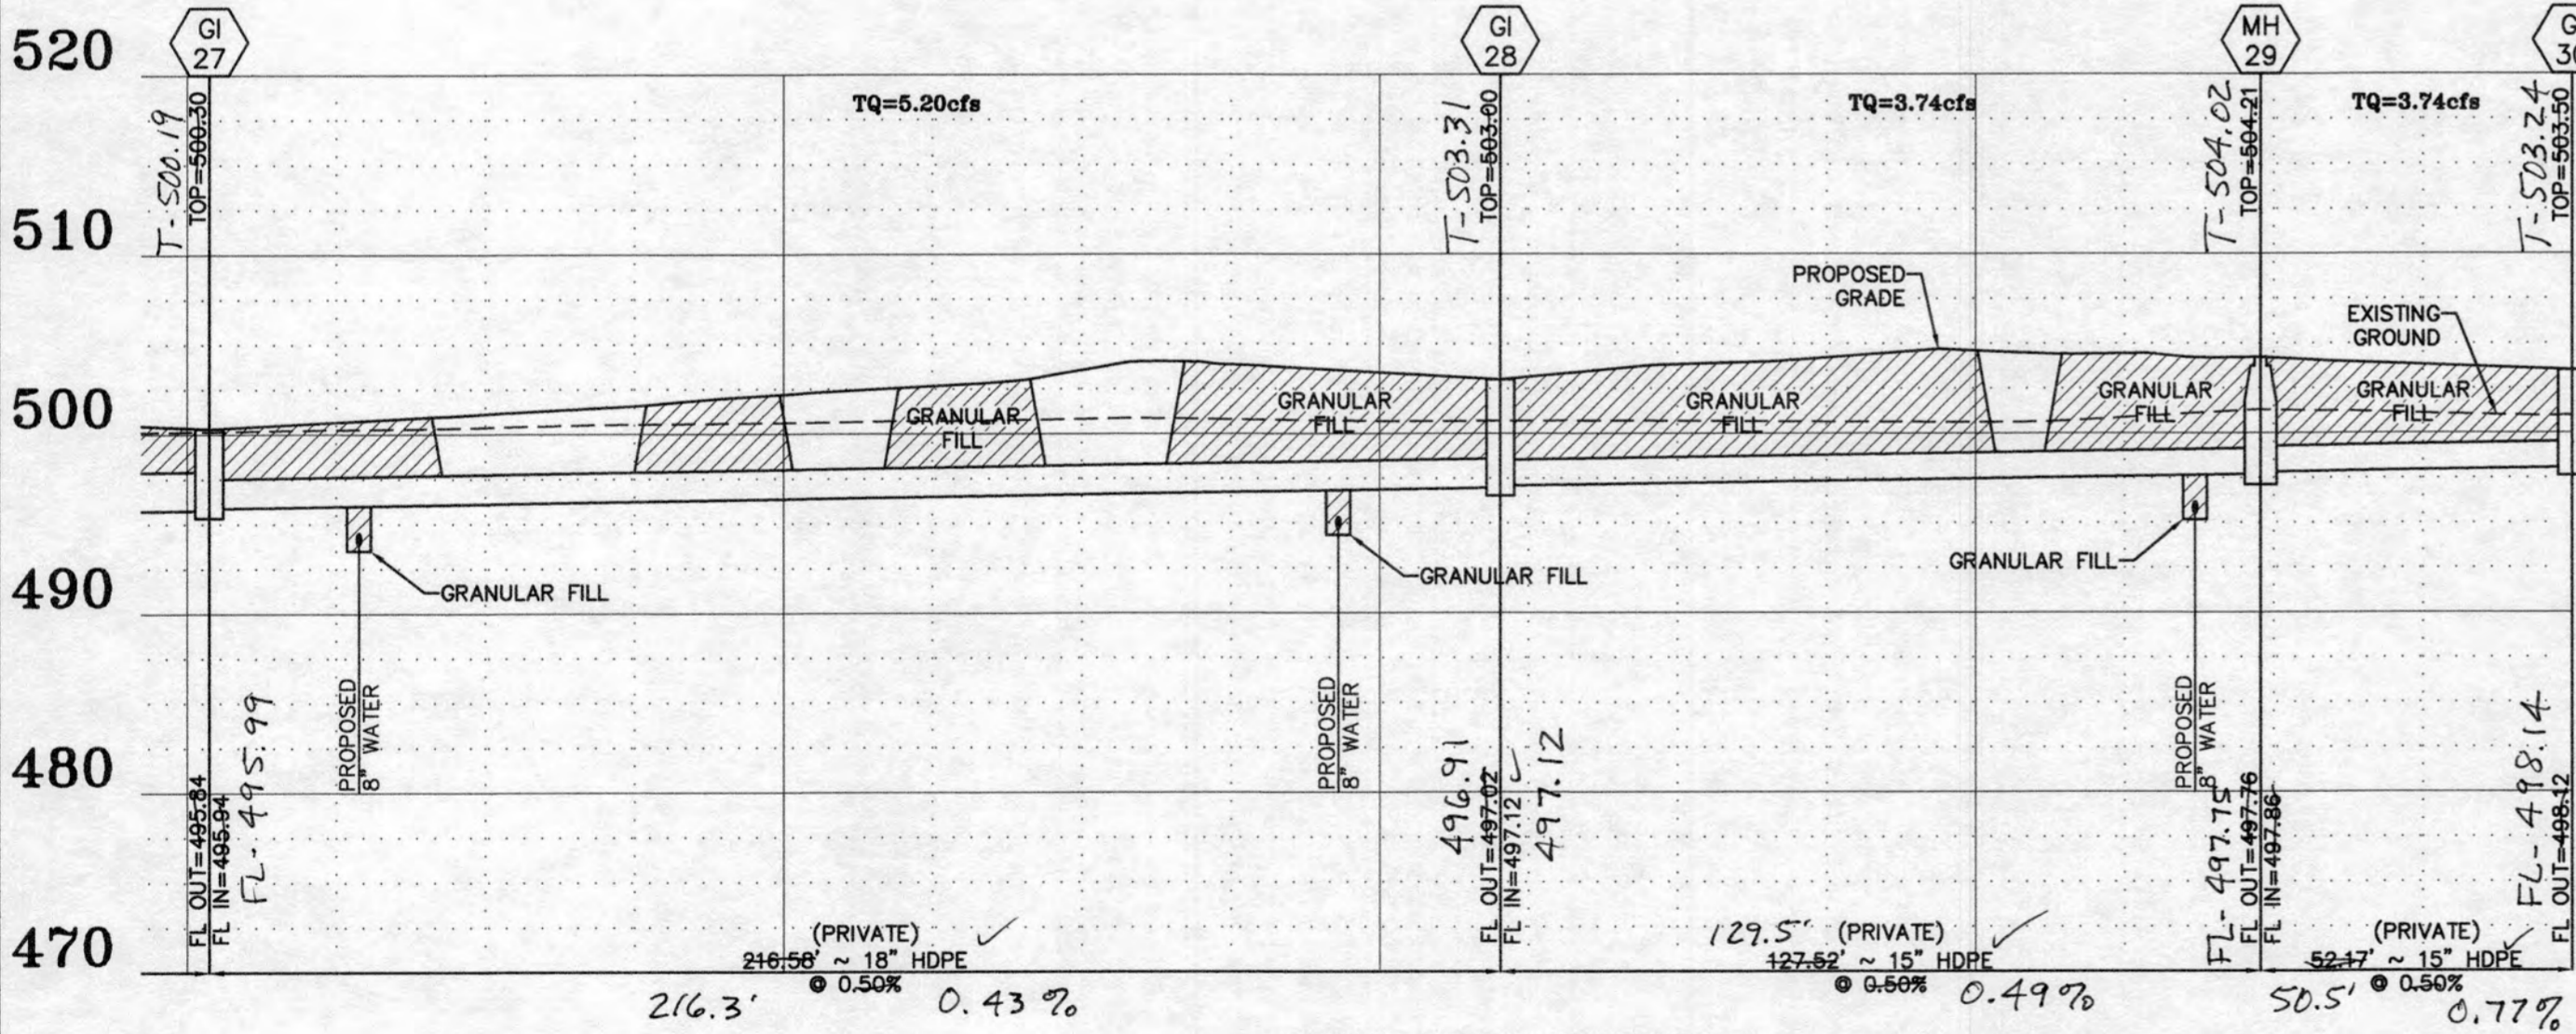 520
510
500
490
480
470
GI
27
GI
28
MH
29
T-500.19
TOP=500.30
TQ=5.20cfs
T-503.31
TOP=503.00
TQ=3.74cfs
T-504.02
TOP=504.21
TQ=3.74cfs
T-503.24
TOP=503.50
PROPOSED
GRADE
EXISTING
GROUND
GRANULAR
FILL
GRANULAR
FILL
GRANULAR
FILL
GRANULAR
FILL
GRANULAR
FILL
GRANULAR FILL
GRANULAR FILL
GRANULAR FILL
PROPOSED
8" WATER
PROPOSED
8" WATER
PROPOSED
8" WATER
FL OUT=495.84
FL IN=495.94
FL-495.99
496.91
FL OUT=497.02
FL IN=497.12
497.12
FL-497.75
FL OUT=497.76
FL IN=497.86
FL-498.14
FL OUT=498.12
(PRIVATE)
216.58' ~ 18" HDPE
@ 0.50%
216.3' 0.43%
129.5' (PRIVATE)
127.52' ~ 15" HDPE
@ 0.50% 0.49%
(PRIVATE)
52.17' ~ 15" HDPE
50.5' @ 0.50%
0.77%